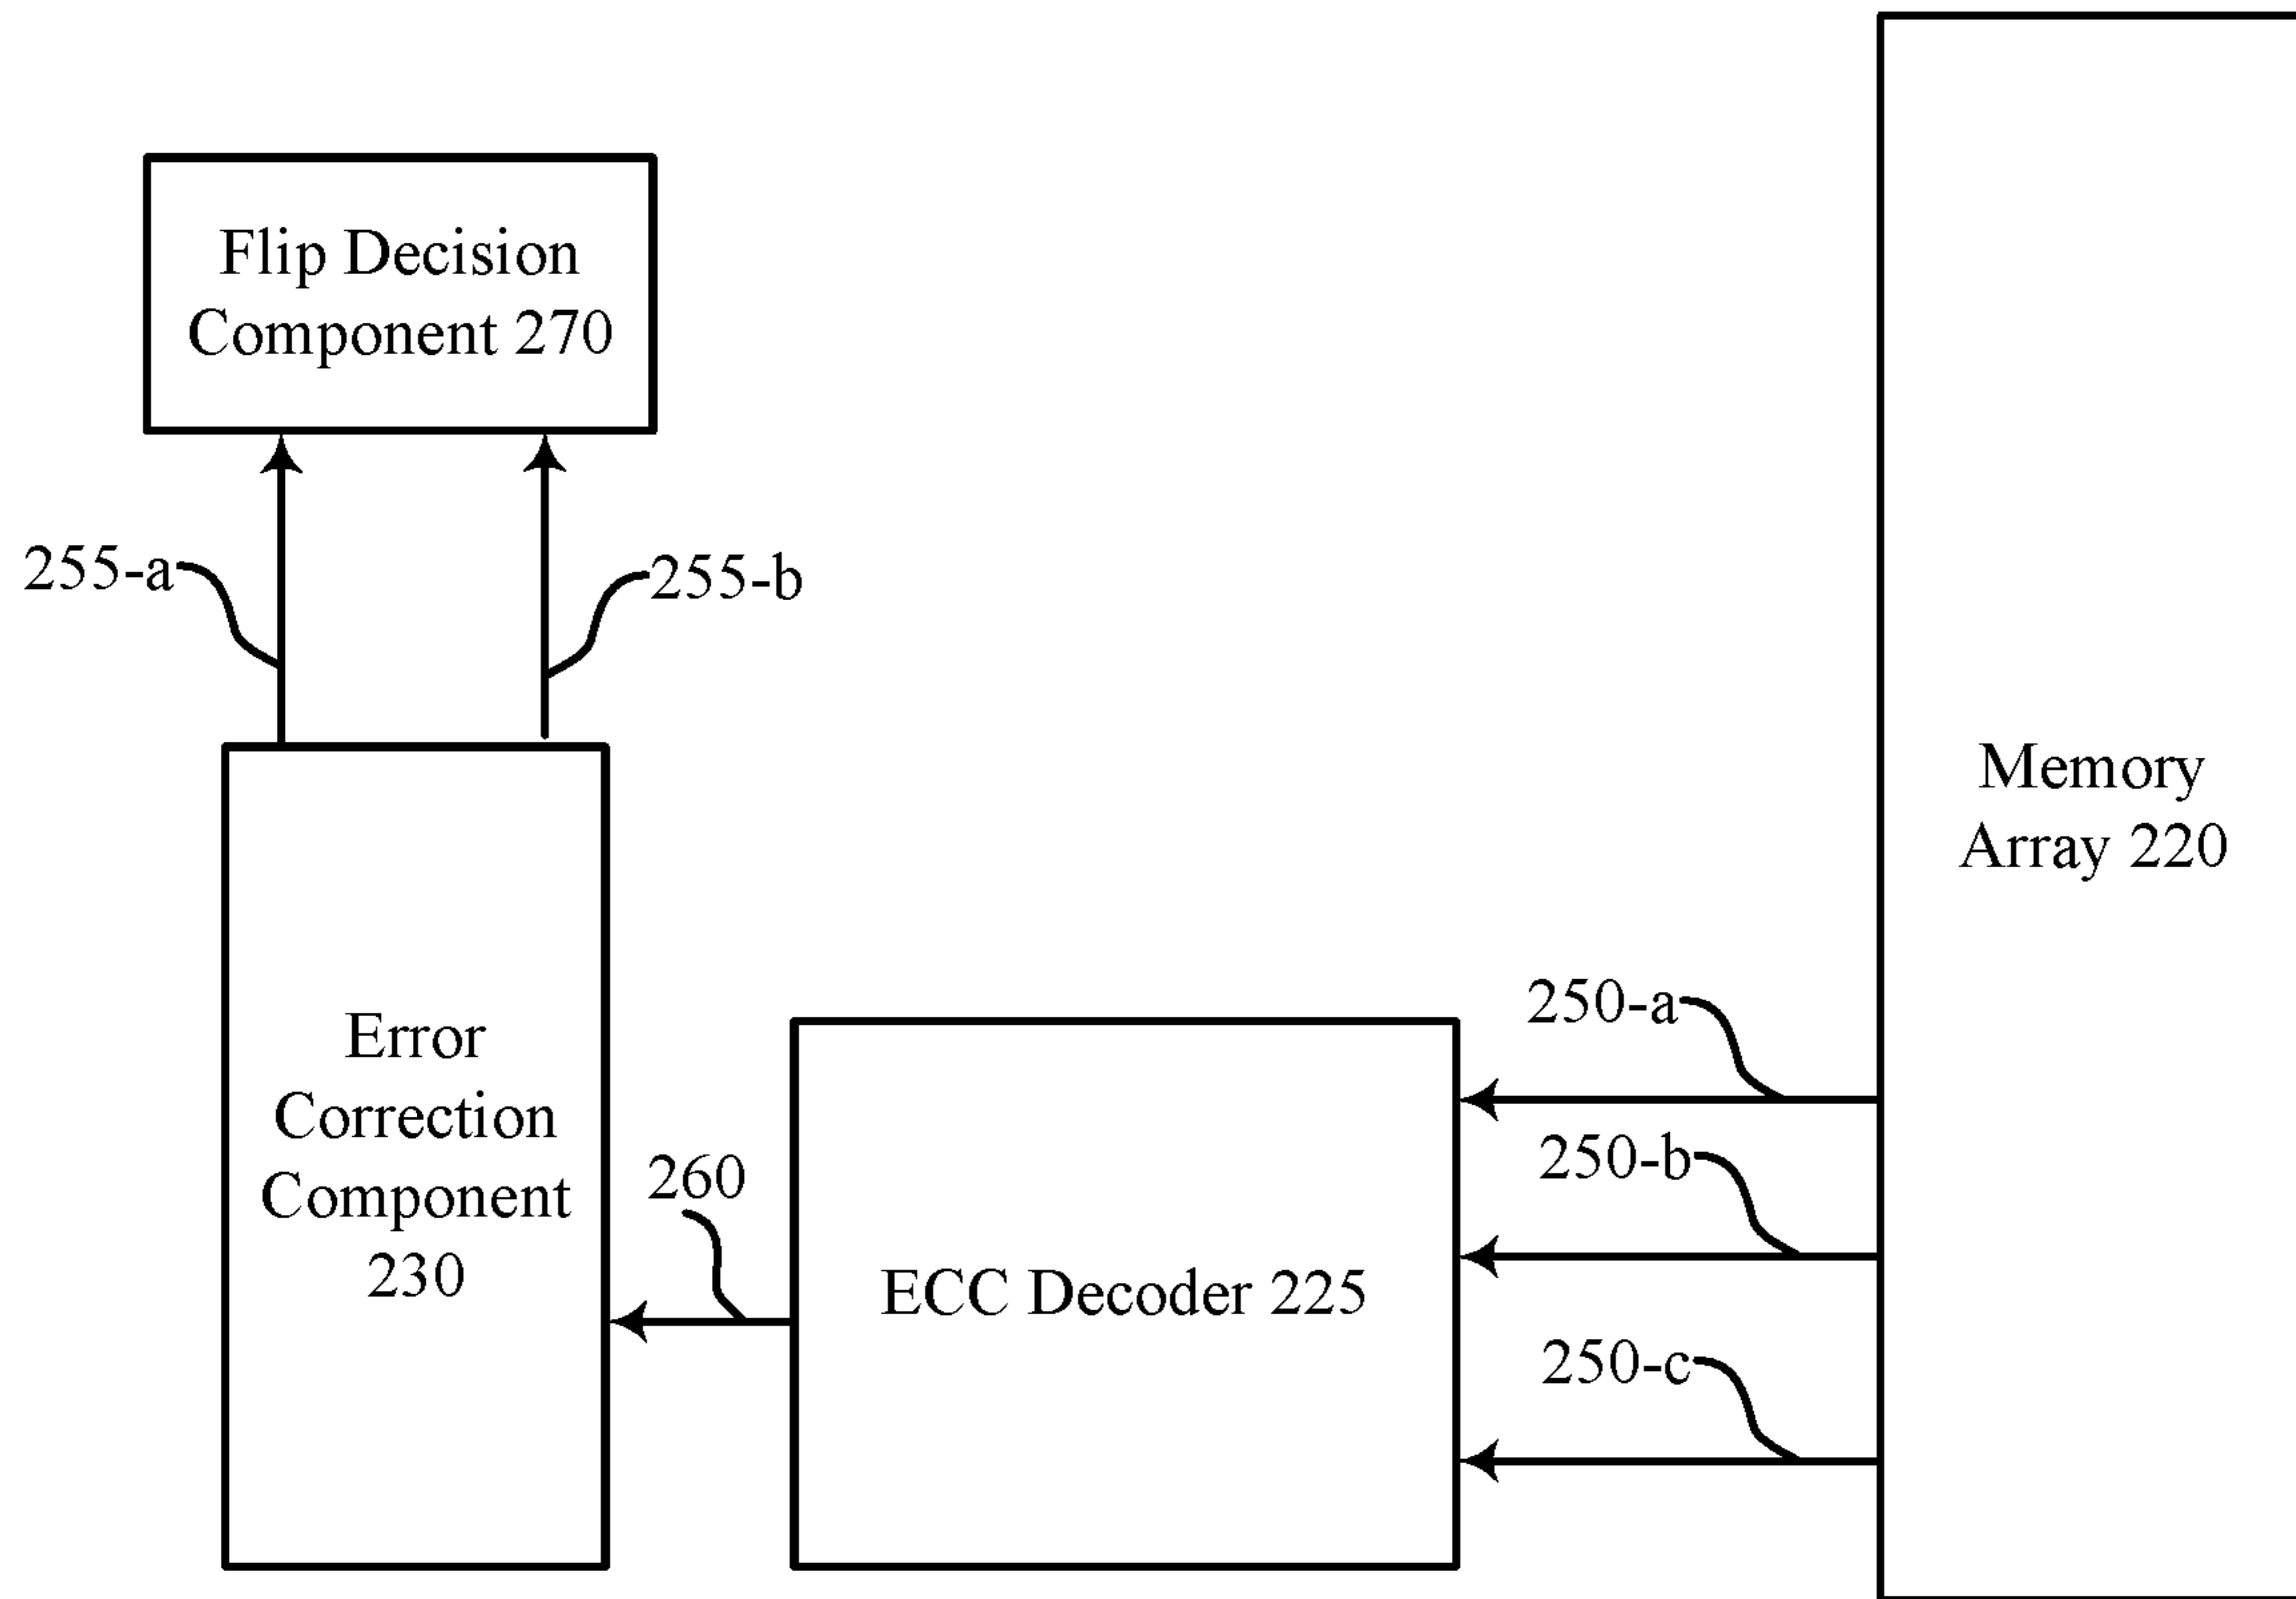 Flip Decision
Component 270
255-a
255-b
Memory
Array 220
Error
Correction
Component
230
260
ECC Decoder 225
250-a
250-b
250-c